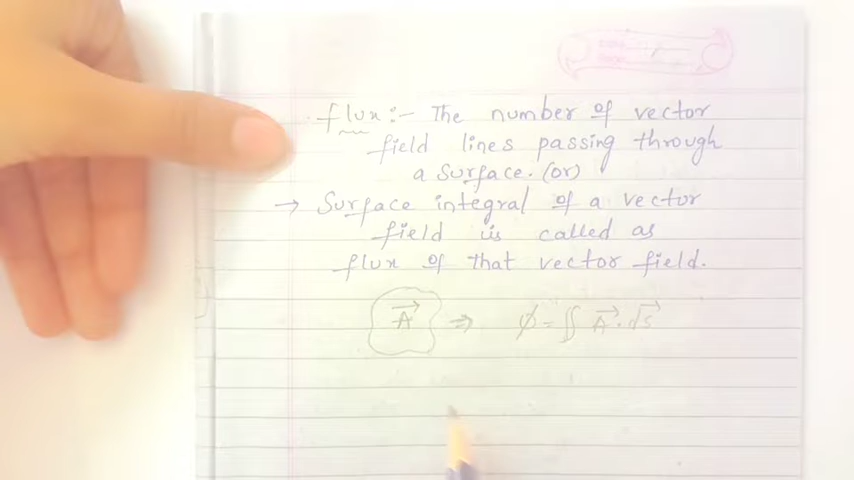 flux :- The number of vector
field lines passing through
a surface. (or)
→ Surface integral of a vector
field is called as
flux of that vector field.
A⃗ ⇒ ϕ = ∬ A⃗ · ds⃗